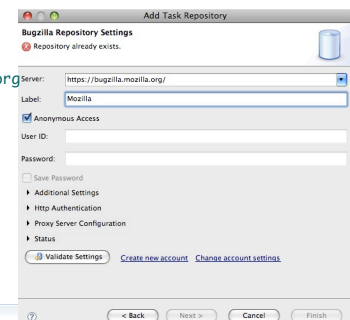 Add Task Repository
Bugzilla Repository Settings
Repository already exists.
org
Server: https://bugzilla.mozilla.org/
Label: Mozilla
Anonymous Access
User ID:
Password:
Save Password
Additional Settings
Http Authentication
Proxy Server Configuration
Status
Validate Settings Create new account Change account settings
? < Back Next > Cancel Finish